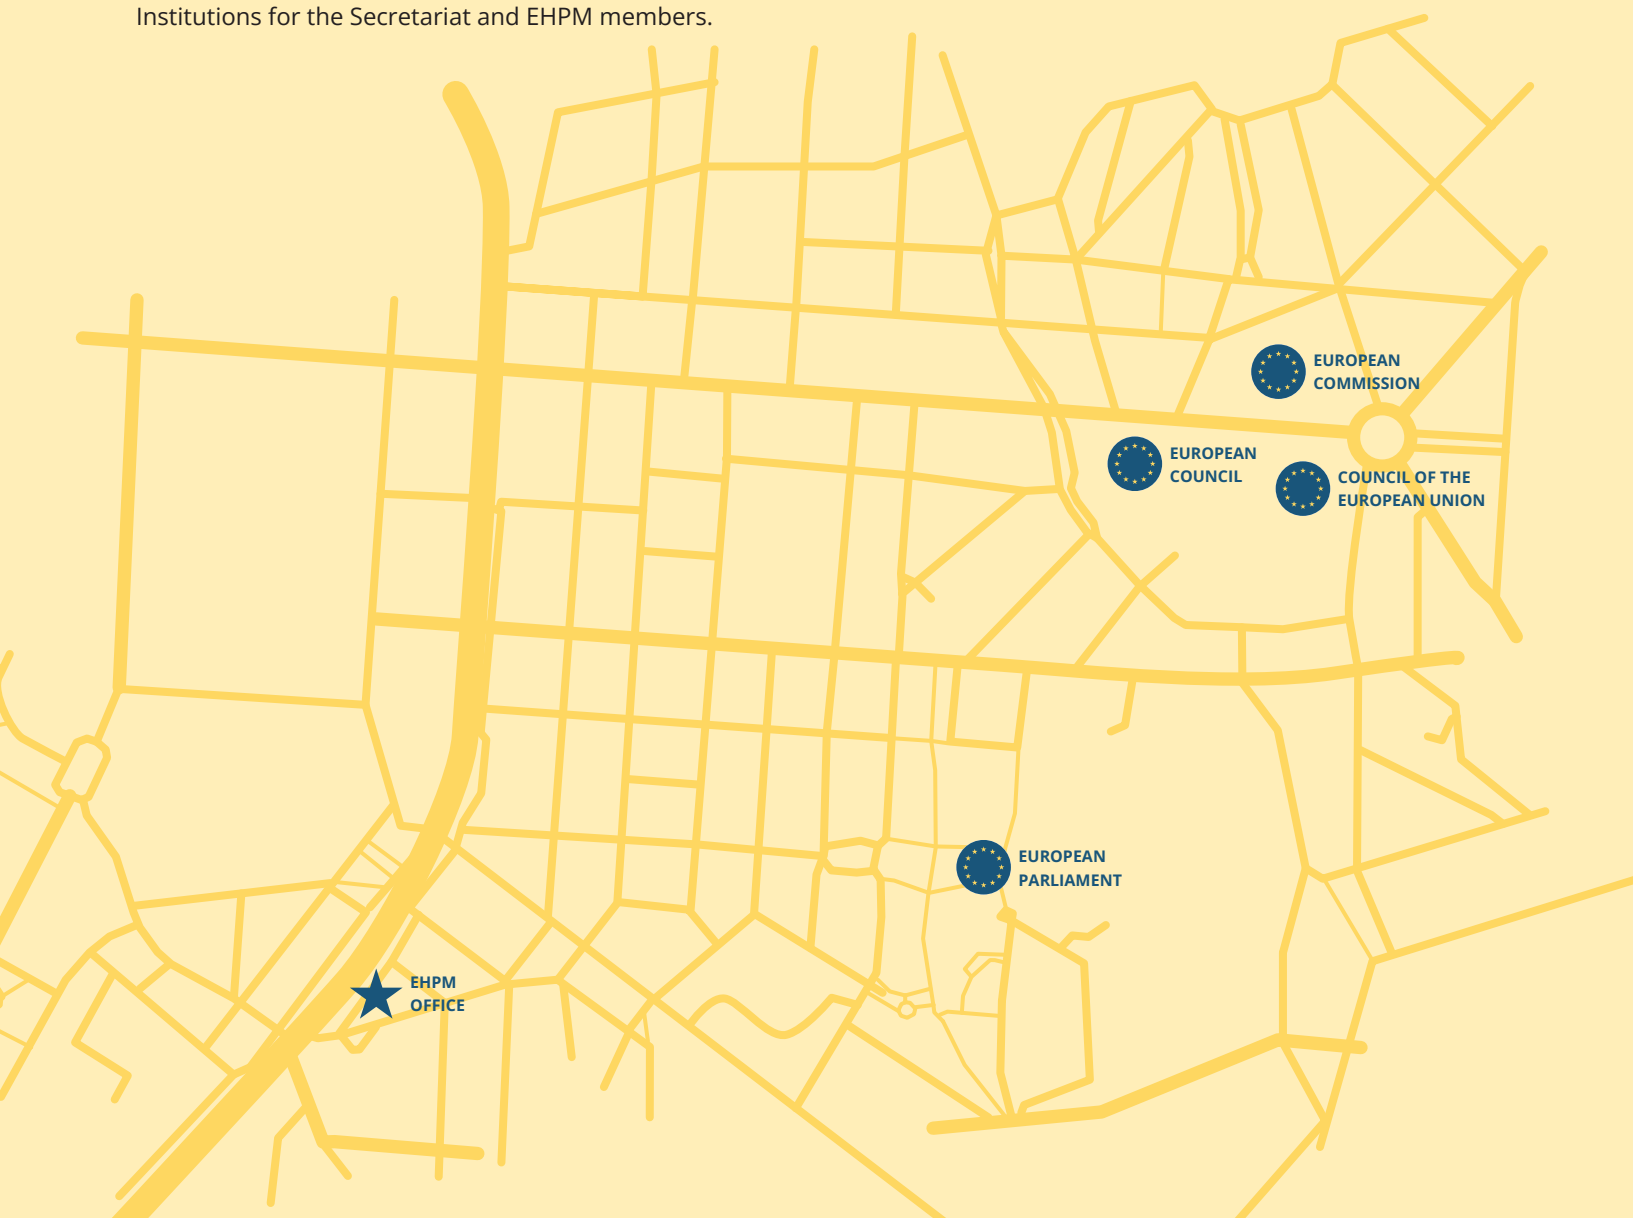 Institutions for the Secretariat and EHPM members.
EUROPEAN
COMMISSION
EUROPEAN
COUNCIL
COUNCIL OF THE
EUROPEAN UNION
EUROPEAN
PARLIAMENT
EHPM
OFFICE